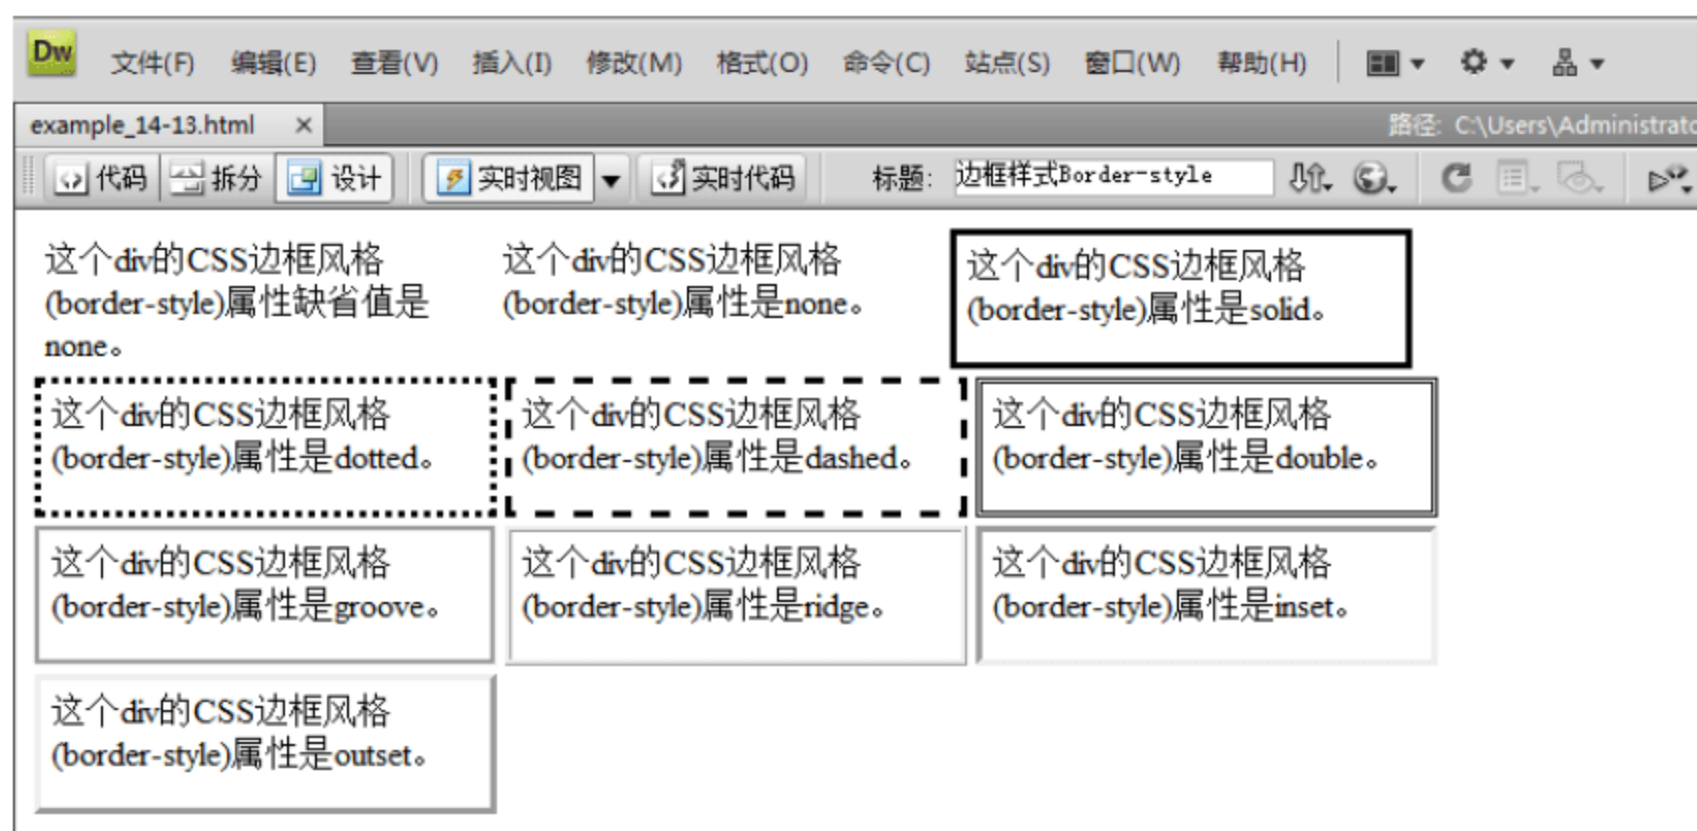 Dw 文件(F) 编辑(E) 查看(V) 插入(I) 修改(M) 格式(O) 命令(C) 站点(S) 窗口(W) 帮助(H)
example_14-13.html × 路径: C:\Users\Administrato
代码 拆分 设计 实时视图 实时代码 标题: 边框样式Border-style
这个div的CSS边框风格
(border-style)属性缺省值是
none。
这个div的CSS边框风格
(border-style)属性是none。
这个div的CSS边框风格
(border-style)属性是solid。
这个div的CSS边框风格
(border-style)属性是dotted。
这个div的CSS边框风格
(border-style)属性是dashed。
这个div的CSS边框风格
(border-style)属性是double。
这个div的CSS边框风格
(border-style)属性是groove。
这个div的CSS边框风格
(border-style)属性是ridge。
这个div的CSS边框风格
(border-style)属性是inset。
这个div的CSS边框风格
(border-style)属性是outset。